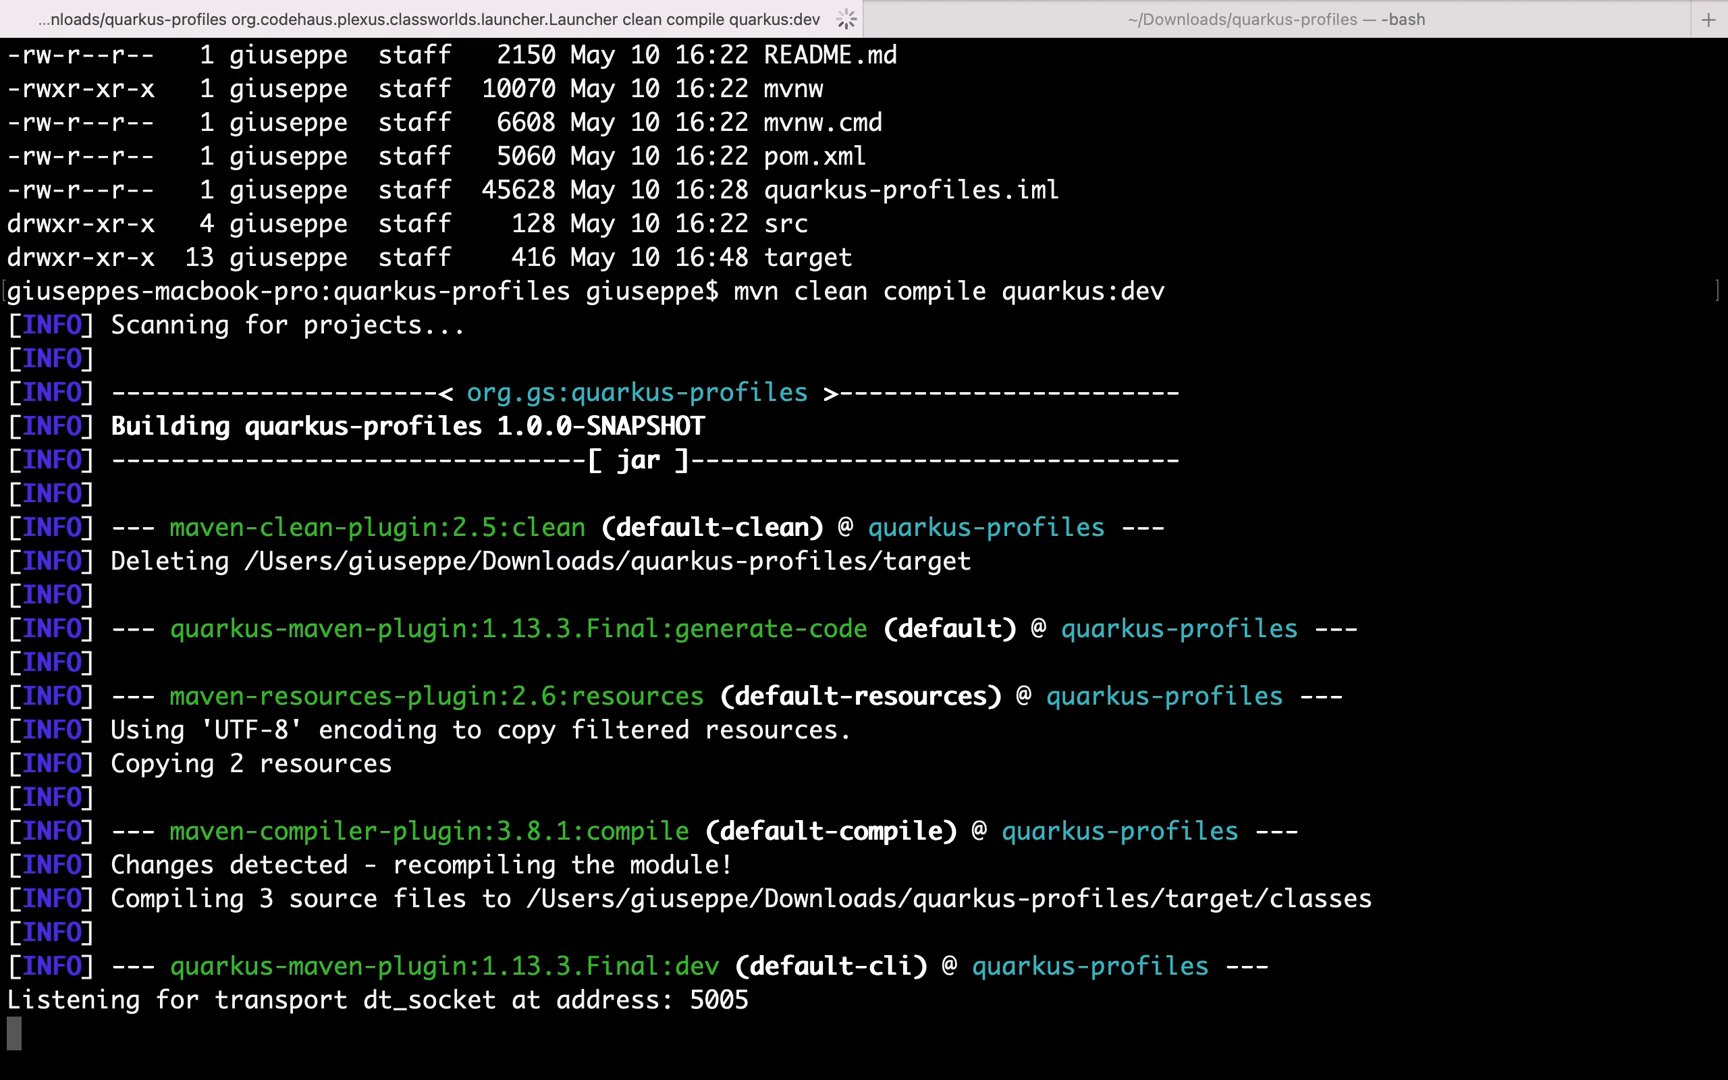 ...nloads/quarkus-profiles org.codehaus.plexus.classworlds.launcher.Launcher clean compile quarkus:dev
~/Downloads/quarkus-profiles — -bash
-rw-r--r--   1 giuseppe  staff   2150 May 10 16:22 README.md
-rwxr-xr-x   1 giuseppe  staff  10070 May 10 16:22 mvnw
-rw-r--r--   1 giuseppe  staff   6608 May 10 16:22 mvnw.cmd
-rw-r--r--   1 giuseppe  staff   5060 May 10 16:22 pom.xml
-rw-r--r--   1 giuseppe  staff  45628 May 10 16:28 quarkus-profiles.iml
drwxr-xr-x   4 giuseppe  staff    128 May 10 16:22 src
drwxr-xr-x  13 giuseppe  staff    416 May 10 16:48 target
giuseppes-macbook-pro:quarkus-profiles giuseppe$ mvn clean compile quarkus:dev
[INFO] Scanning for projects...
[INFO]
[INFO] ----------------------< org.gs:quarkus-profiles >-----------------------
[INFO] Building quarkus-profiles 1.0.0-SNAPSHOT
[INFO] --------------------------------[ jar ]---------------------------------
[INFO]
[INFO] --- maven-clean-plugin:2.5:clean (default-clean) @ quarkus-profiles ---
[INFO] Deleting /Users/giuseppe/Downloads/quarkus-profiles/target
[INFO]
[INFO] --- quarkus-maven-plugin:1.13.3.Final:generate-code (default) @ quarkus-profiles ---
[INFO]
[INFO] --- maven-resources-plugin:2.6:resources (default-resources) @ quarkus-profiles ---
[INFO] Using 'UTF-8' encoding to copy filtered resources.
[INFO] Copying 2 resources
[INFO]
[INFO] --- maven-compiler-plugin:3.8.1:compile (default-compile) @ quarkus-profiles ---
[INFO] Changes detected - recompiling the module!
[INFO] Compiling 3 source files to /Users/giuseppe/Downloads/quarkus-profiles/target/classes
[INFO]
[INFO] --- quarkus-maven-plugin:1.13.3.Final:dev (default-cli) @ quarkus-profiles ---
Listening for transport dt_socket at address: 5005